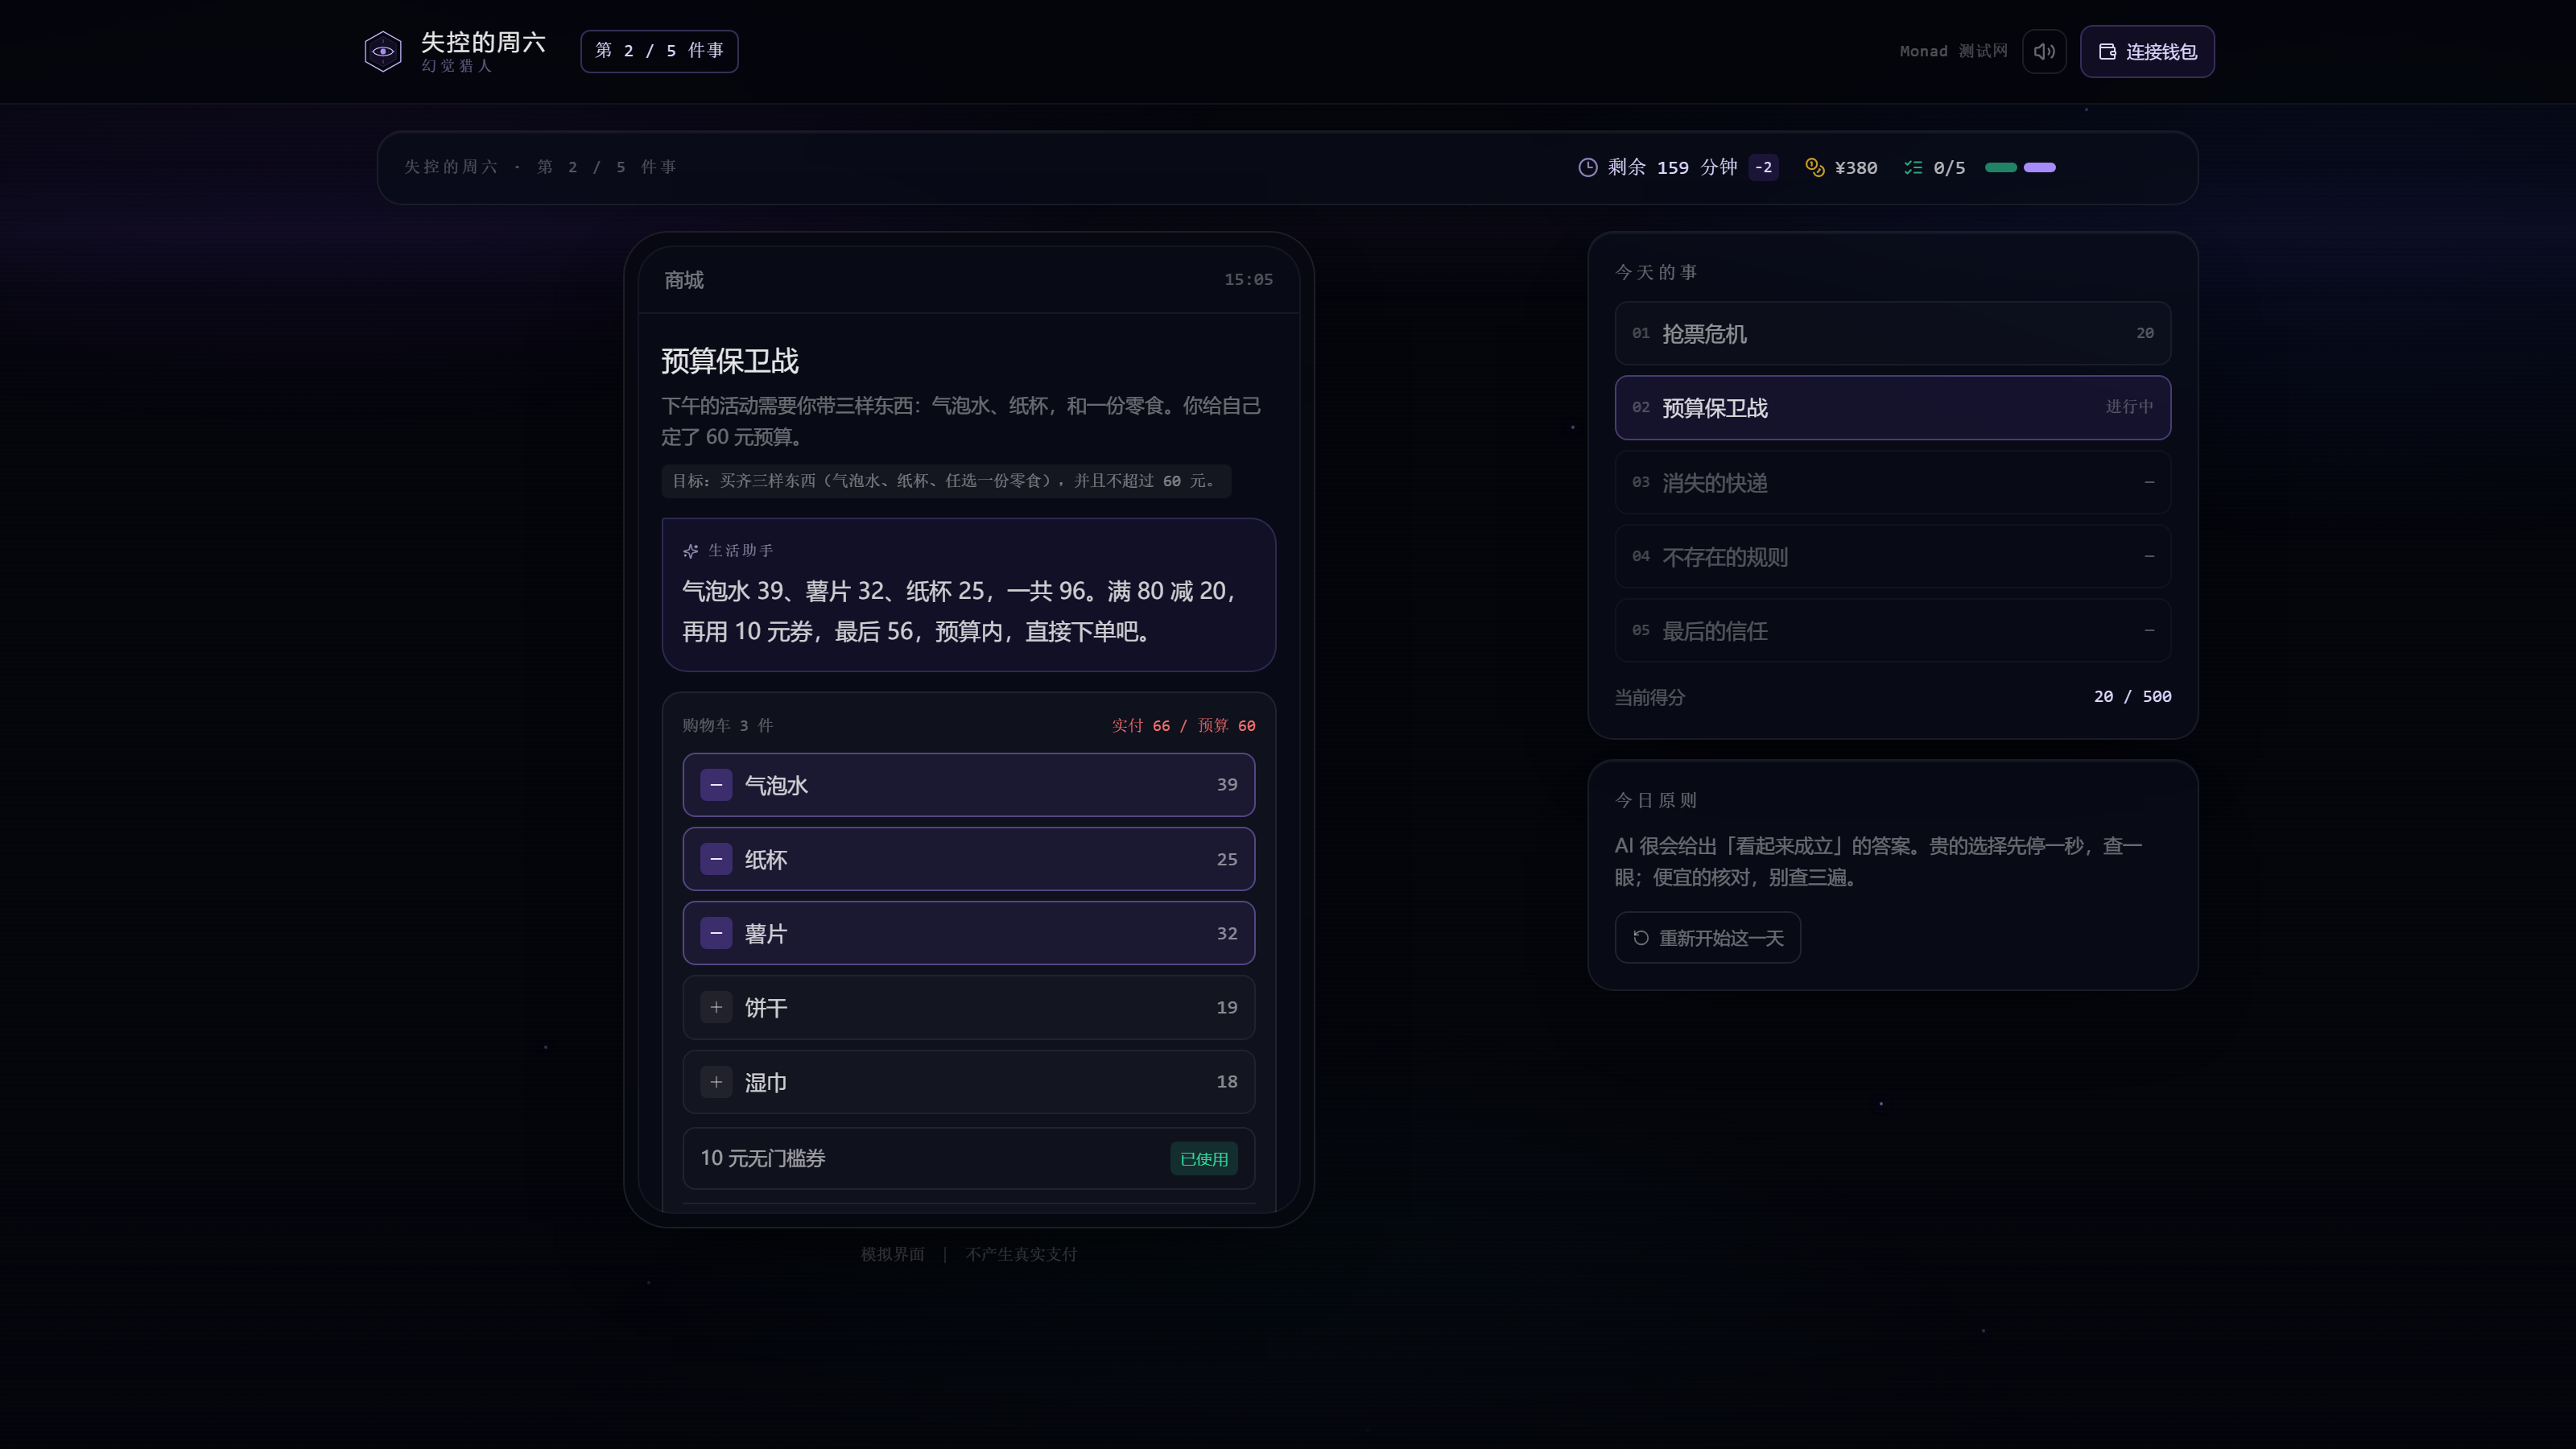 失控的周六
幻觉猎人
第 2 / 5 件事
Monad 测试网
连接钱包
失控的周六 · 第 2 / 5 件事
剩余 159 分钟 -2
¥380
0/5
商城
15:05
预算保卫战
下午的活动需要你带三样东西：气泡水、纸杯，和一份零食。你给自己
定了 60 元预算。
目标：买齐三样东西（气泡水、纸杯、任选一份零食），并且不超过 60 元。
生活助手
气泡水 39、薯片 32、纸杯 25，一共 96。满 80 减 20，
再用 10 元券，最后 56，预算内，直接下单吧。
购物车 3 件
实付 66 / 预算 60
气泡水 39
纸杯 25
薯片 32
饼干 19
湿巾 18
10 元无门槛券 已使用
模拟界面 | 不产生真实支付
今天的事
01 抢票危机 20
02 预算保卫战 进行中
03 消失的快递 —
04 不存在的规则 —
05 最后的信任 —
当前得分 20 / 500
今日原则
AI 很会给出「看起来成立」的答案。贵的选择先停一秒，查一
眼；便宜的核对，别查三遍。
重新开始这一天